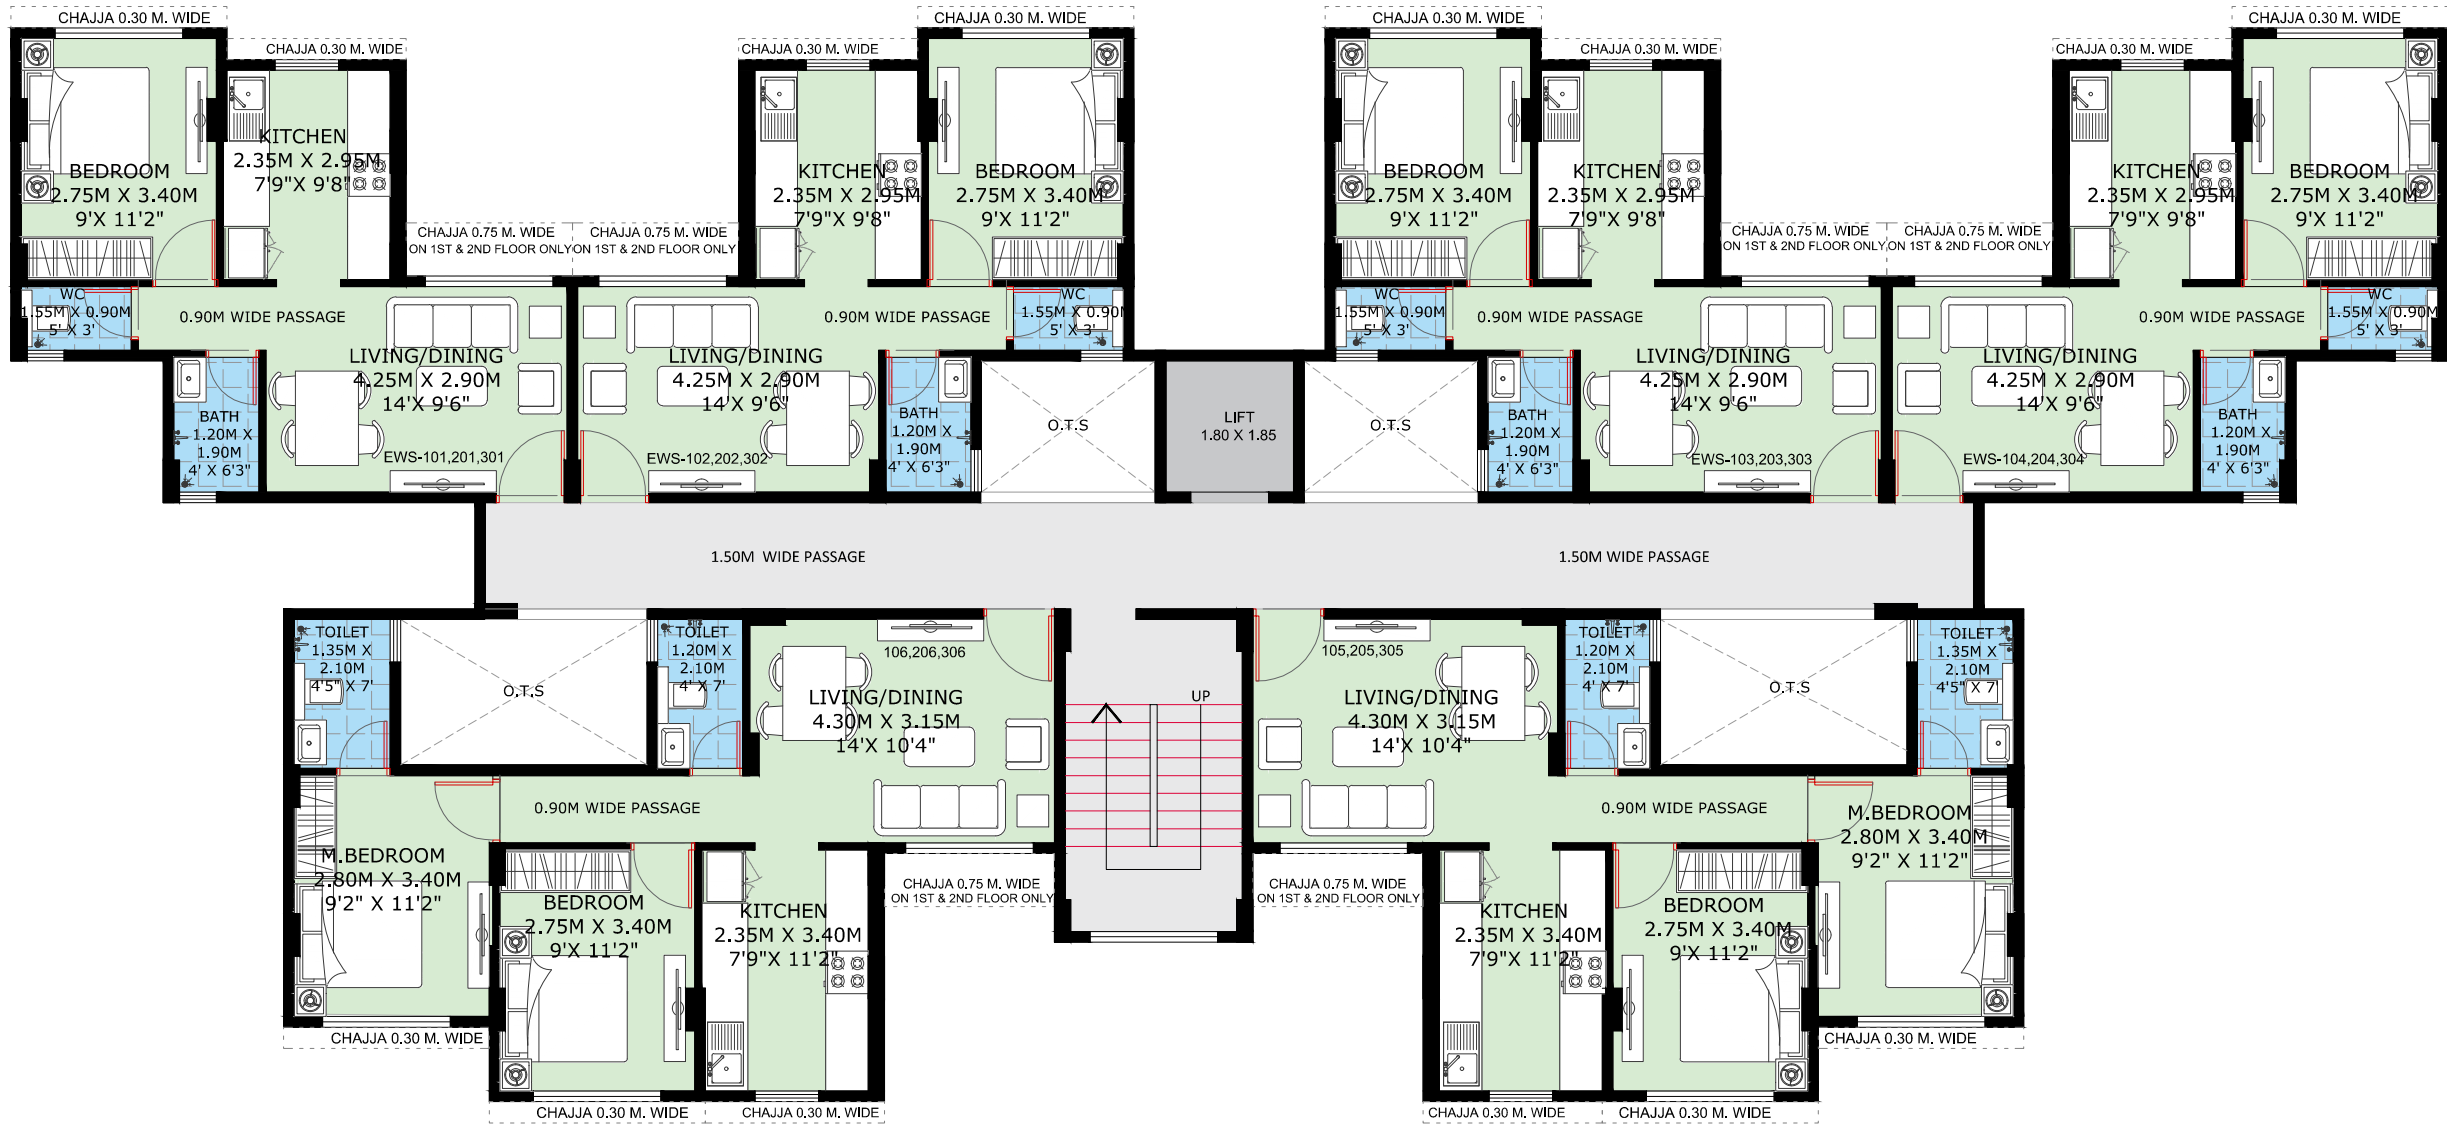 CHAJJA 0.30 M. WIDE
CHAJJA 0.30 M. WIDE
CHAJJA 0.30 M. WIDE
CHAJJA 0.30 M. WIDE
CHAJJA 0.30 M. WIDE
CHAJJA 0.30 M. WIDE
CHAJJA 0.30 M. WIDE
CHAJJA 0.30 M. WIDE
BEDROOM
2.75M X 3.40M
9'X 11'2"
KITCHEN
2.35M X 2.95M
7'9"X 9'8"
KITCHEN
2.35M X 2.95M
7'9"X 9'8"
BEDROOM
2.75M X 3.40M
9'X 11'2"
BEDROOM
2.75M X 3.40M
9'X 11'2"
KITCHEN
2.35M X 2.95M
7'9"X 9'8"
KITCHEN
2.35M X 2.95M
7'9"X 9'8"
BEDROOM
2.75M X 3.40M
9'X 11'2"
CHAJJA 0.75 M. WIDE
ON 1ST & 2ND FLOOR ONLY
CHAJJA 0.75 M. WIDE
ON 1ST & 2ND FLOOR ONLY
CHAJJA 0.75 M. WIDE
ON 1ST & 2ND FLOOR ONLY
CHAJJA 0.75 M. WIDE
ON 1ST & 2ND FLOOR ONLY
WC
1.55M X 0.90M
5' X 3'
0.90M WIDE PASSAGE
0.90M WIDE PASSAGE
WC
1.55M X 0.90M
5' X 3'
WC
1.55M X 0.90M
5' X 3'
0.90M WIDE PASSAGE
0.90M WIDE PASSAGE
WC
1.55M X 0.90M
5' X 3'
LIVING/DINING
4.25M X 2.90M
14'X 9'6"
LIVING/DINING
4.25M X 2.90M
14'X 9'6"
LIVING/DINING
4.25M X 2.90M
14'X 9'6"
LIVING/DINING
4.25M X 2.90M
14'X 9'6"
BATH
1.20M X
1.90M
4' X 6'3"
EWS-101,201,301
EWS-102,202,302
BATH
1.20M X
1.90M
4' X 6'3"
O.T.S
LIFT
1.80 X 1.85
O.T.S
BATH
1.20M X
1.90M
4' X 6'3"
EWS-103,203,303
EWS-104,204,304
BATH
1.20M X
1.90M
4' X 6'3"
1.50M WIDE PASSAGE
1.50M WIDE PASSAGE
TOILET
1.35M X
2.10M
4'5" X 7'
O.T.S
TOILET
1.20M X
2.10M
4' X 7'
106,206,306
LIVING/DINING
4.30M X 3.15M
14'X 10'4"
UP
105,205,305
LIVING/DINING
4.30M X 3.15M
14'X 10'4"
TOILET
1.20M X
2.10M
4' X 7'
O.T.S
TOILET
1.35M X
2.10M
4'5" X 7'
0.90M WIDE PASSAGE
0.90M WIDE PASSAGE
M.BEDROOM
2.80M X 3.40M
9'2" X 11'2"
BEDROOM
2.75M X 3.40M
9'X 11'2"
KITCHEN
2.35M X 3.40M
7'9"X 11'2"
CHAJJA 0.75 M. WIDE
ON 1ST & 2ND FLOOR ONLY
CHAJJA 0.75 M. WIDE
ON 1ST & 2ND FLOOR ONLY
KITCHEN
2.35M X 3.40M
7'9"X 11'2"
BEDROOM
2.75M X 3.40M
9'X 11'2"
M.BEDROOM
2.80M X 3.40M
9'2" X 11'2"
CHAJJA 0.30 M. WIDE
CHAJJA 0.30 M. WIDE
CHAJJA 0.30 M. WIDE
CHAJJA 0.30 M. WIDE
CHAJJA 0.30 M. WIDE
CHAJJA 0.30 M. WIDE